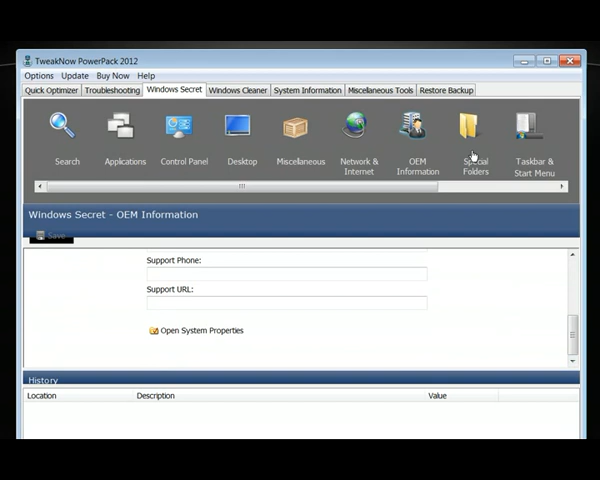 TweakNow PowerPack 2012
Options Update Buy Now Help
Quick Optimizer Troubleshooting Windows Secret Windows Cleaner System Information Miscellaneous Tools Restore Backup
Search Applications Control Panel Desktop Miscellaneous Network & Internet OEM Information Special Folders Taskbar & Start Menu
Windows Secret - OEM Information
Save
Support Phone:
Support URL:
Open System Properties
History
Location Description Value